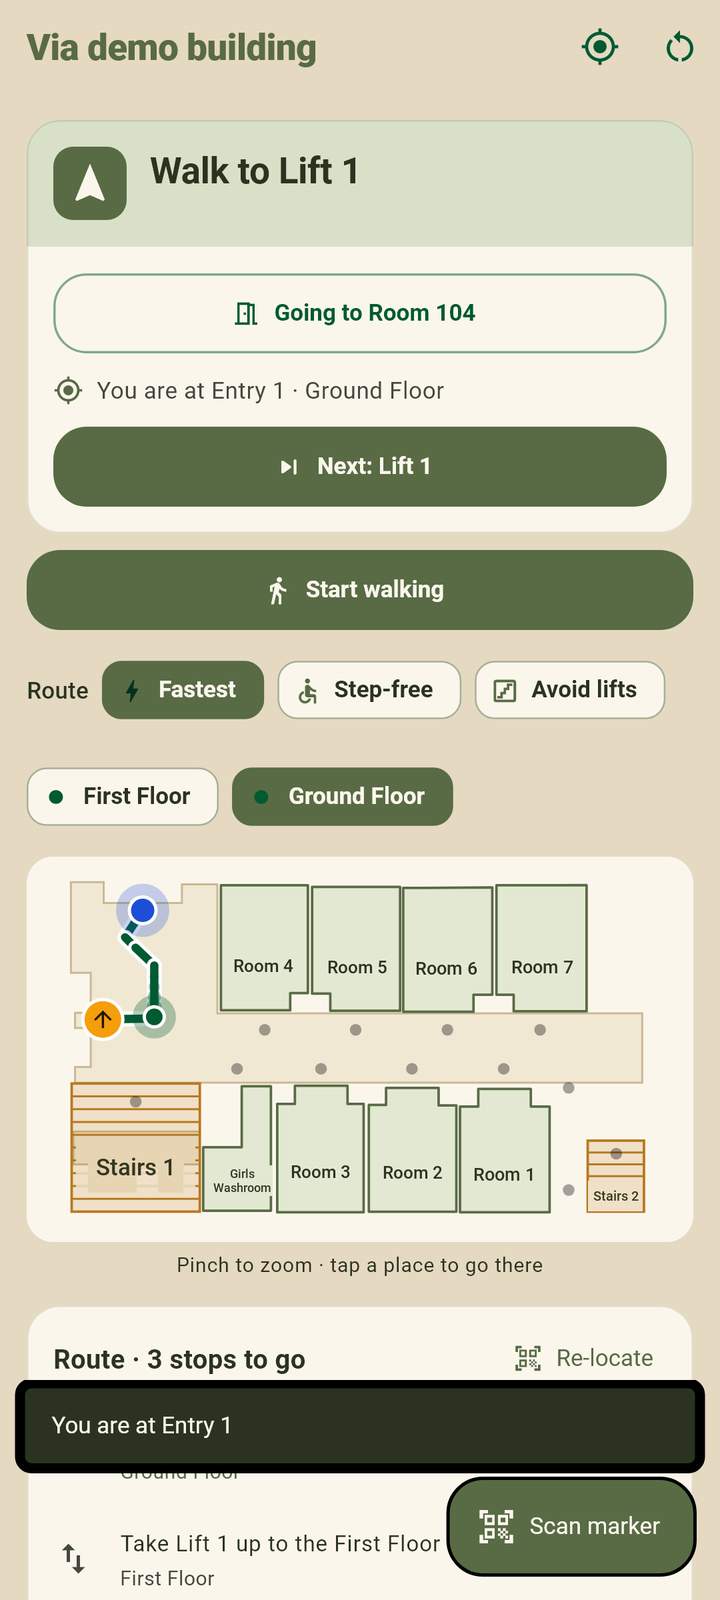 Via demo building
Walk to Lift 1
Going to Room 104
You are at Entry 1 · Ground Floor
Next: Lift 1
Start walking
Route
Fastest
Step-free
Avoid lifts
First Floor
Ground Floor
Room 4
Room 5
Room 6
Room 7
Stairs 1
Girls
Washroom
Room 3
Room 2
Room 1
Stairs 2
Pinch to zoom · tap a place to go there
Route · 3 stops to go
Re-locate
You are at Entry 1
Ground Floor
Scan marker
Take Lift 1 up to the First Floor
First Floor